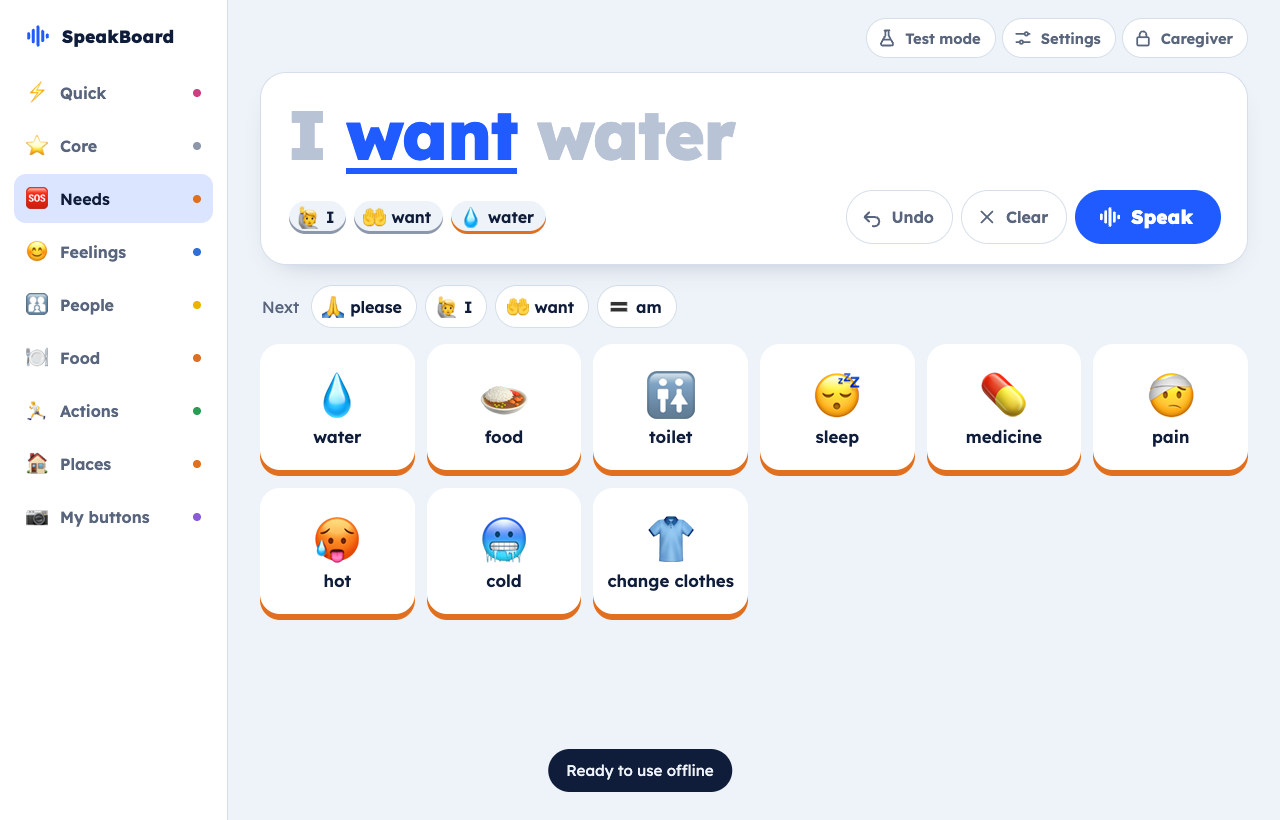 SpeakBoard
Quick
Core
SOS Needs
Feelings
People
Food
Actions
Places
My buttons
Test mode
Settings
Caregiver
I want water
I
want
water
Undo
Clear
Speak
Next
please
I
want
am
water
food
toilet
zzZ
sleep
medicine
pain
hot
cold
change clothes
Ready to use offline